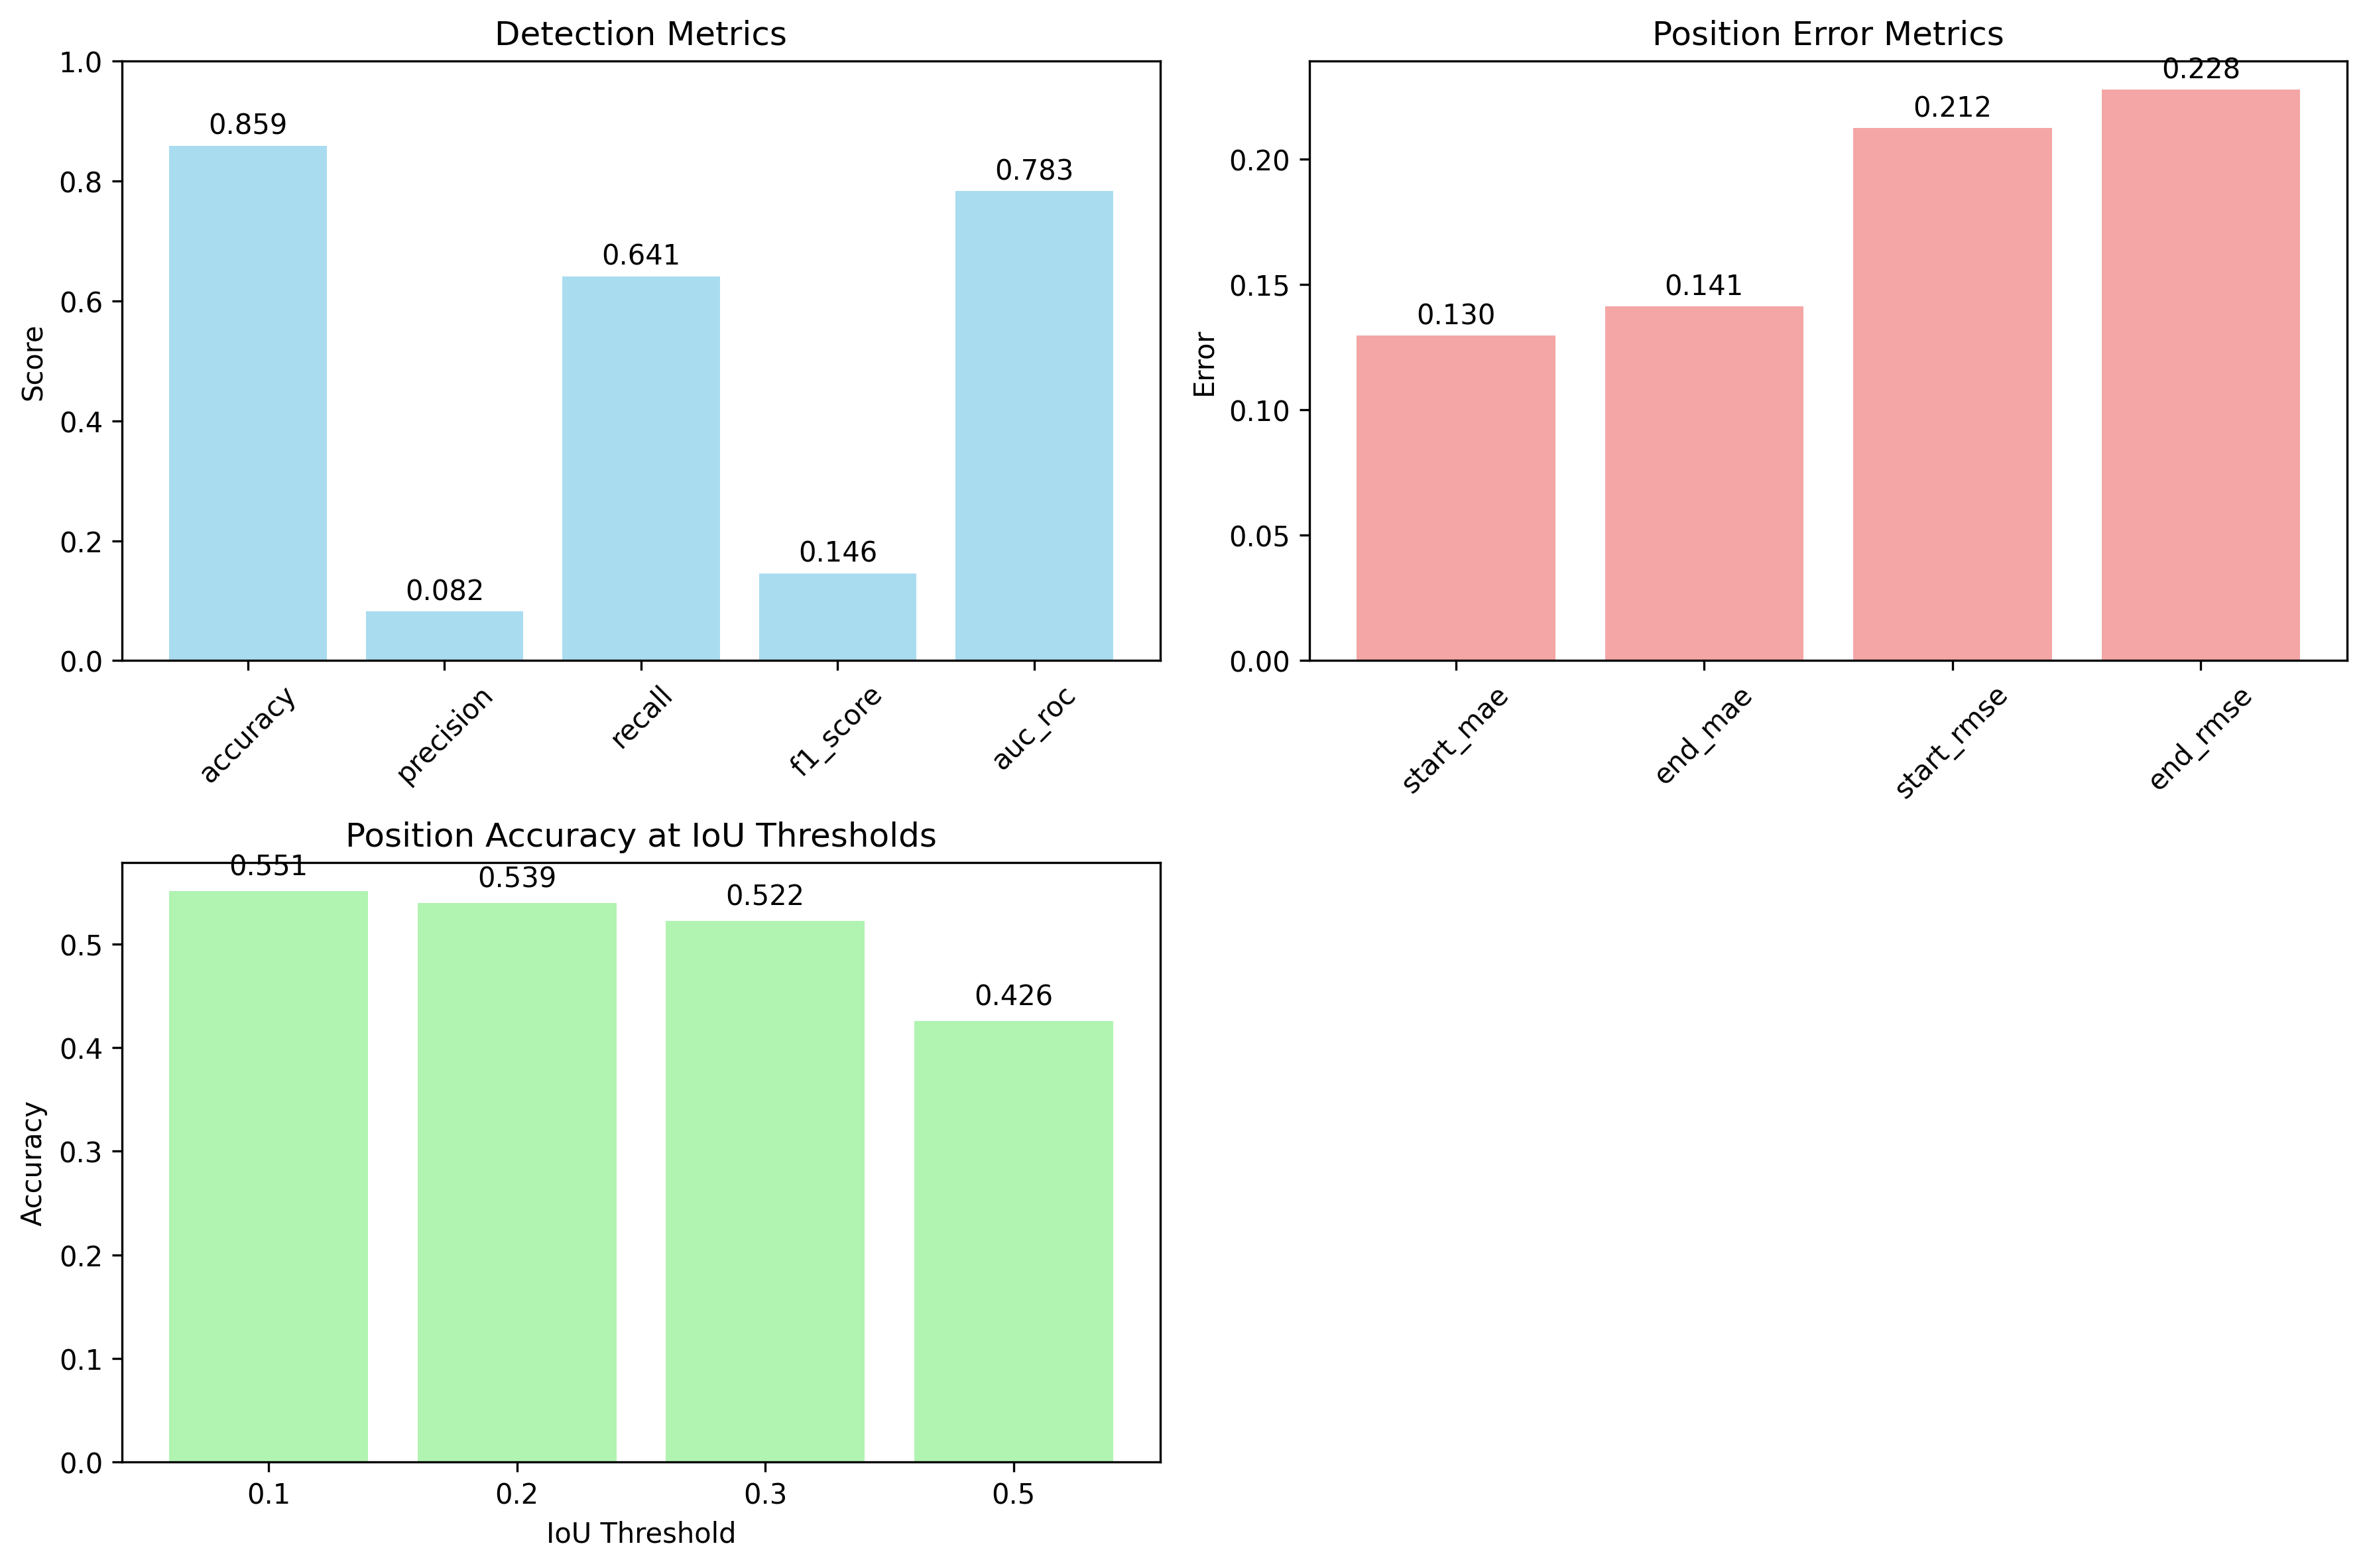 Detection Metrics
1.0
0.8
0.6
0.4
0.2
0.0
Score
0.859
0.082
0.641
0.146
0.783
accuracy
precision
recall
f1_score
auc_roc
Position Error Metrics
0.20
0.15
0.10
0.05
0.00
Error
0.130
0.141
0.212
0.228
start_mae
end_mae
start_rmse
end_rmse
Position Accuracy at IoU Thresholds
0.5
0.4
0.3
0.2
0.1
0.0
Accuracy
0.551
0.539
0.522
0.426
0.1
0.2
0.3
0.5
IoU Threshold